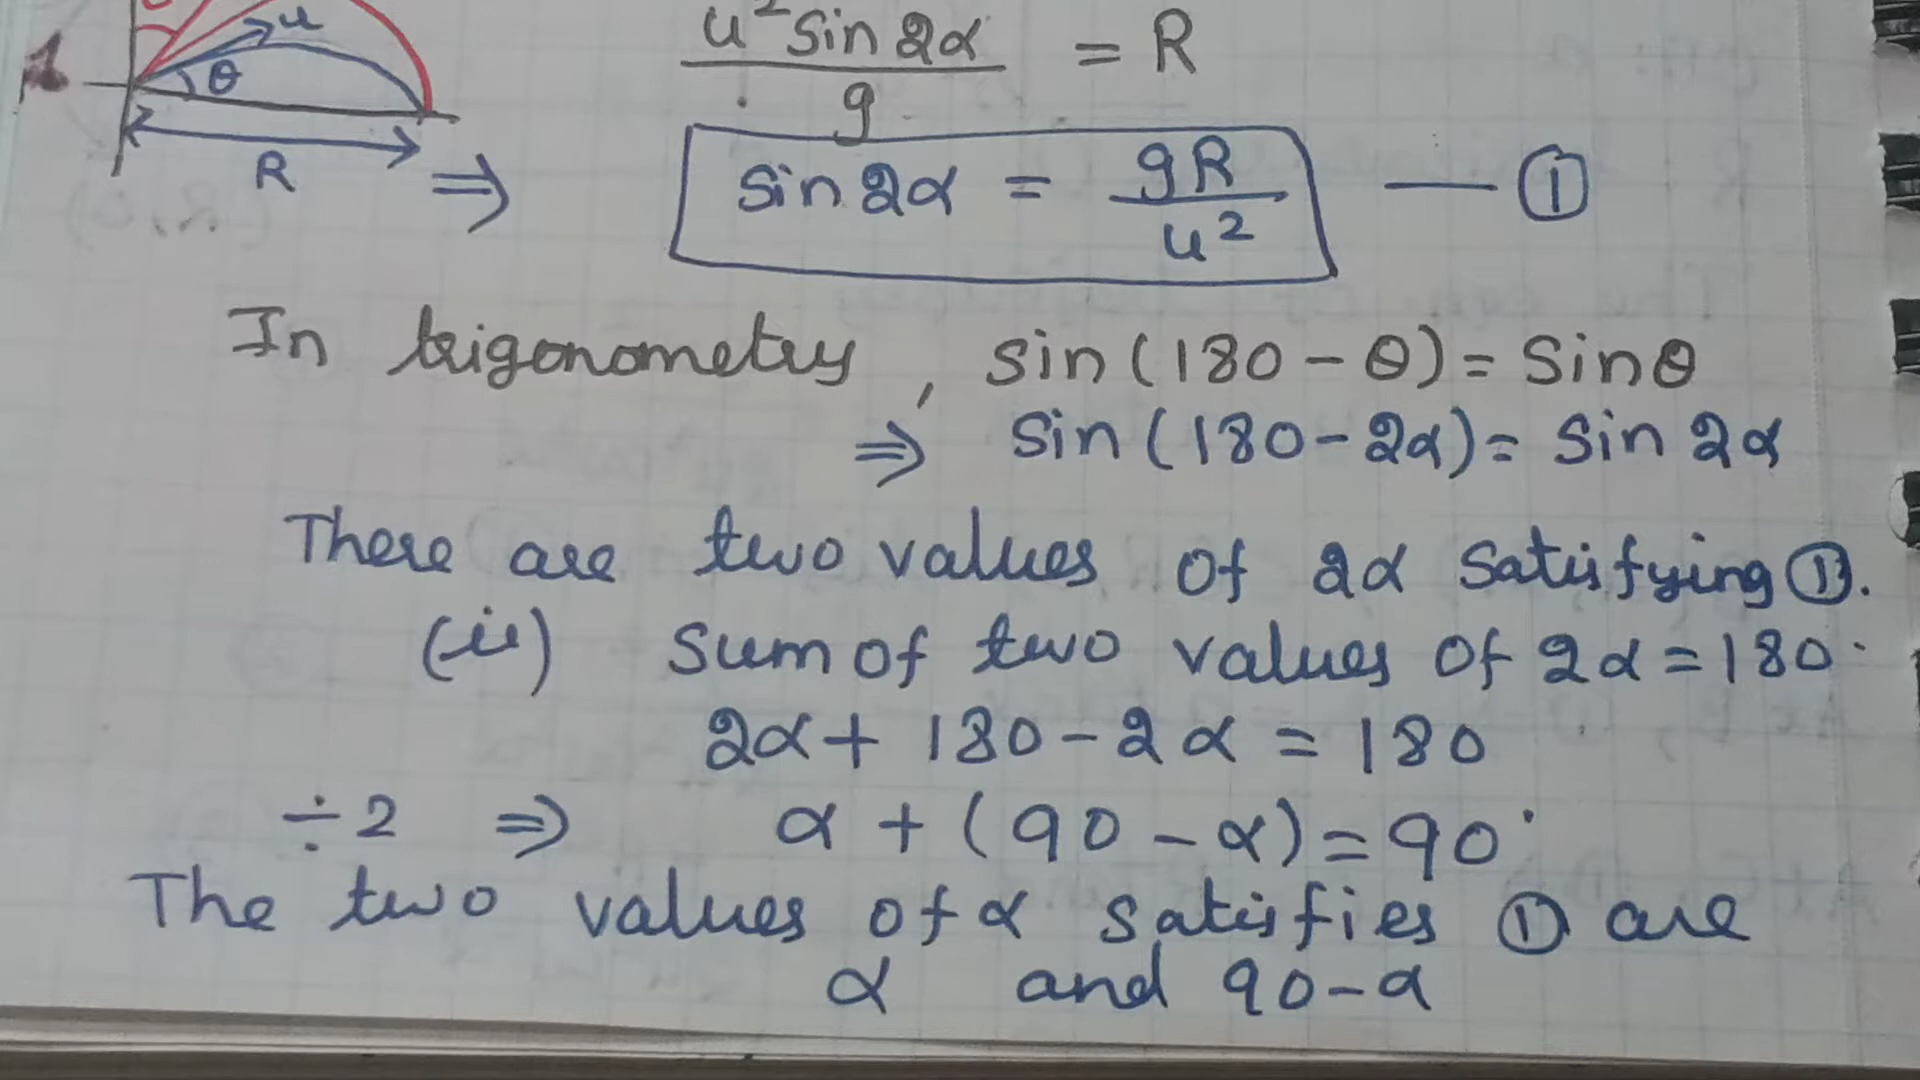 u
θ
R
u² sin 2α / g = R
⇒ sin 2α = gR / u² — ①
In trigonometry, sin(180 - θ) = sin θ
⇒ sin(180 - 2α) = sin 2α
There are two values of 2α satisfying ①.
(ii) sum of two values of 2α = 180°
2α + 180 - 2α = 180
÷2 ⇒ α + (90 - α) = 90°
The two values of α satisfies ① are
α and 90-α